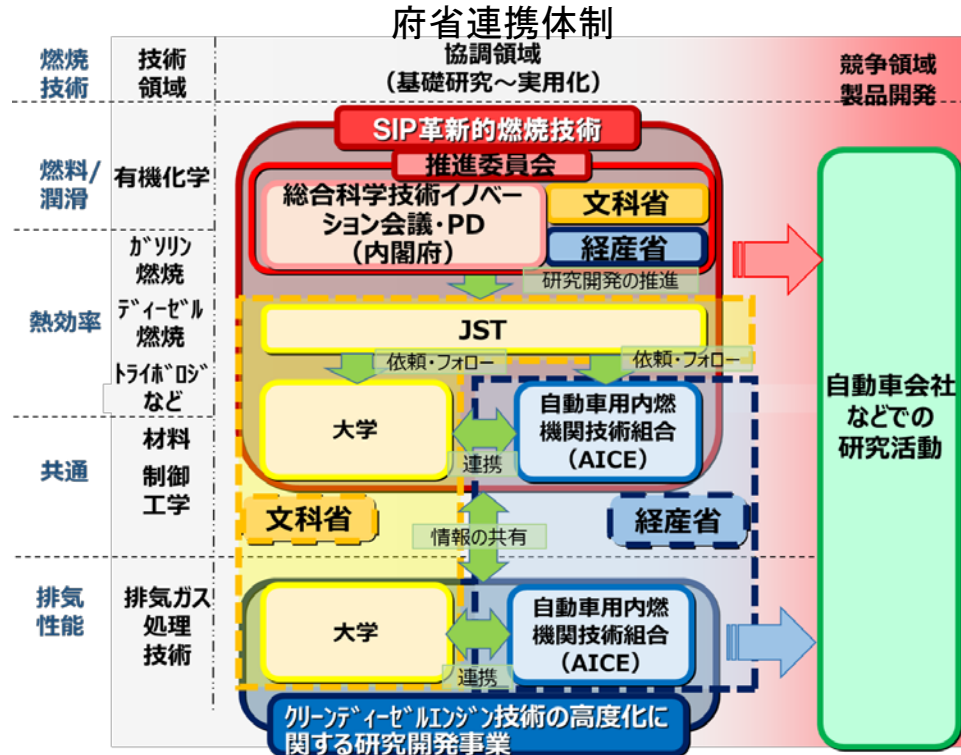 府省連携体制
燃焼
技術
技術
領域
協調領域
(基礎研究～実用化)
競争領域
製品開発
SIP革新的燃焼技術
推進委員会
総合科学技術イノベー
ション会議・PD
(内閣府)
文科省
経産省
研究開発の推進
燃料/
潤滑
有機化学
ｶﾞｿﾘﾝ
燃焼
熱効率
ﾃﾞｨｰｾﾞﾙ
燃焼
ﾄﾗｲﾎﾞﾛｼﾞ
など
JST
依頼・フォロー
依頼・フォロー
大学
連携
自動車用内燃
機関技術組合
(AICE)
共通
材料
制御
工学
文科省
情報の共有
経産省
排気
性能
排気ガス
処理
技術
大学
連携
自動車用内燃
機関技術組合
(AICE)
ｸﾘｰﾝﾃﾞｨｰｾﾞﾙｴﾝｼﾞﾝ技術の高度化に
関する研究開発事業
自動車会社
などでの
研究活動